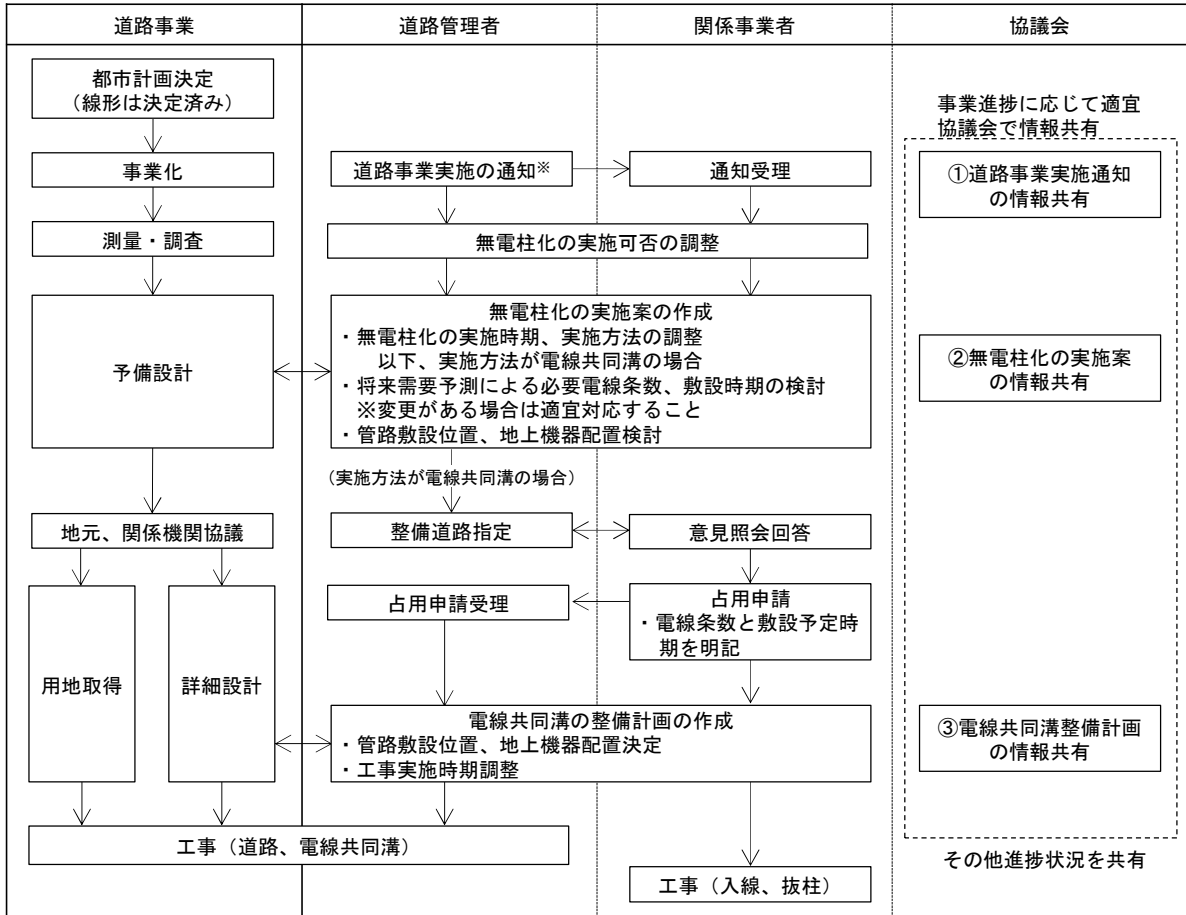 道路事業
道路管理者
関係事業者
協議会
都市計画決定
（線形は決定済み）
事業進捗に応じて適宜
協議会で情報共有
事業化
道路事業実施の通知※
通知受理
①道路事業実施通知
の情報共有
測量・調査
無電柱化の実施可否の調整
予備設計
無電柱化の実施案の作成
・無電柱化の実施時期、実施方法の調整
以下、実施方法が電線共同溝の場合
・将来需要予測による必要電線条数、敷設時期の検討
※変更がある場合は適宜対応すること
・管路敷設位置、地上機器配置検討
②無電柱化の実施案
の情報共有
（実施方法が電線共同溝の場合）
地元、関係機関協議
整備道路指定
意見照会回答
占用申請受理
占用申請
・電線条数と敷設予定時
期を明記
用地取得
詳細設計
電線共同溝の整備計画の作成
・管路敷設位置、地上機器配置決定
・工事実施時期調整
③電線共同溝整備計画
の情報共有
工事（道路、電線共同溝）
その他進捗状況を共有
工事（入線、抜柱）